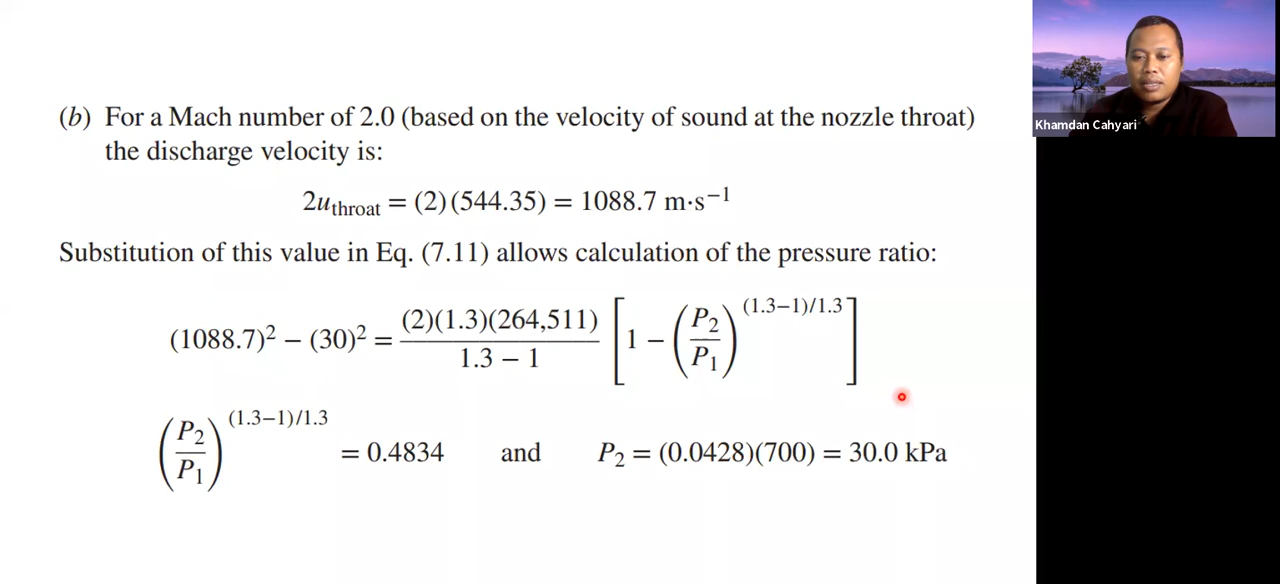 (b) For a Mach number of 2.0 (based on the velocity of sound at the nozzle throat)
the discharge velocity is:
2u_throat = (2)(544.35) = 1088.7 m·s⁻¹
Substitution of this value in Eq. (7.11) allows calculation of the pressure ratio:
(1088.7)² − (30)² = (2)(1.3)(264,511) / 1.3 − 1 [1 − (P₂/P₁)^(1.3−1)/1.3]
(P₂/P₁)^(1.3−1)/1.3 = 0.4834 and P₂ = (0.0428)(700) = 30.0 kPa
Khamdan Cahyari